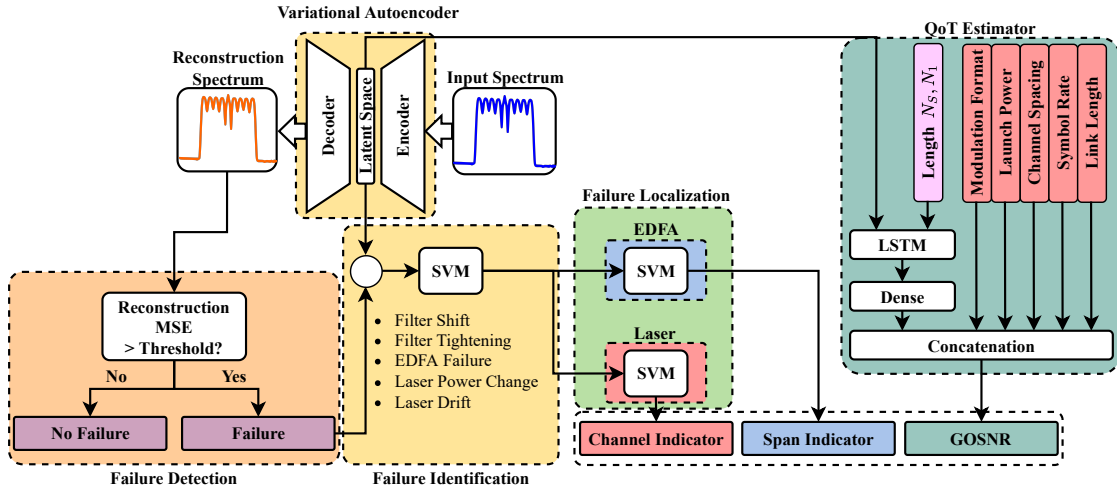 Variational Autoencoder
QoT Estimator
Reconstruction
Spectrum
Decoder
Latent Space
Encoder
Input Spectrum
Length N_S, N_1
Modulation Format
Launch Power
Channel Spacing
Symbol Rate
Link Length
LSTM
Dense
Concatenation
Failure Localization
EDFA
SVM
Laser
SVM
SVM
Filter Shift
Filter Tightening
EDFA Failure
Laser Power Change
Laser Drift
Reconstruction
MSE
> Threshold?
No
Yes
No Failure
Failure
Channel Indicator
Span Indicator
GOSNR
Failure Detection
Failure Identification